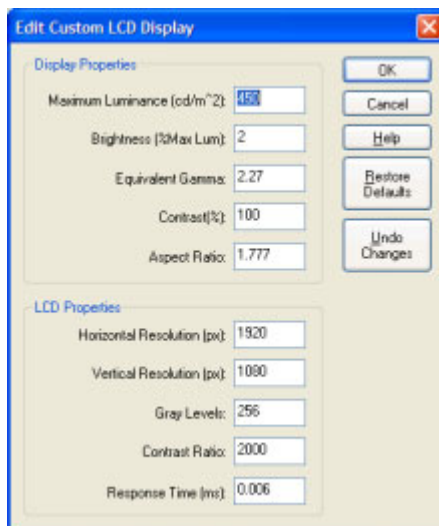 Edit Custom LCD Display
Display Properties
Maximum Luminance (cd/m^2): 450
Brightness (%Max Lum): 2
Equivalent Gamma: 2.27
Contrast(%): 100
Aspect Ratio: 1.777
OK
Cancel
Help
Restore
Defaults
Undo
Changes
LCD Properties
Horizontal Resolution (px): 1920
Vertical Resolution (px): 1080
Gray Levels: 256
Contrast Ratio: 2000
Response Time (ms): 0.006